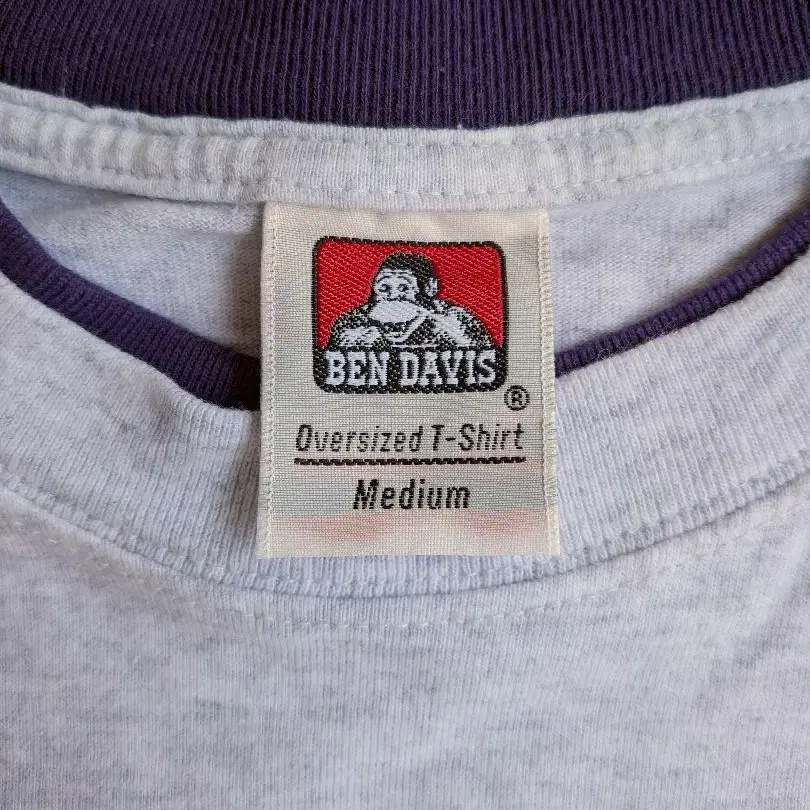 BEN DAVIS
®
Oversized T-Shirt
Medium